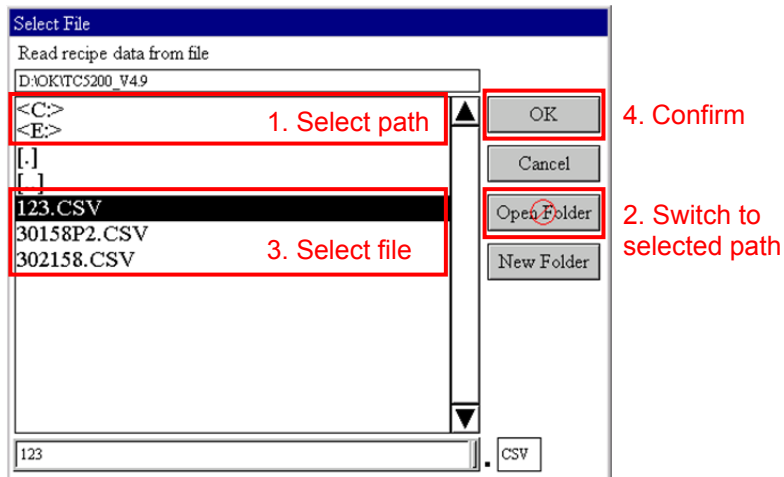 Select File
Read recipe data from file
D:\OK\TC5200_V4.9
<C:>
<E:>
1. Select path
OK
4. Confirm
[.]
[..]
Cancel
123.CSV
30158P2.CSV
302158.CSV
3. Select file
Open Folder
2. Switch to
selected path
New Folder
123
. CSV